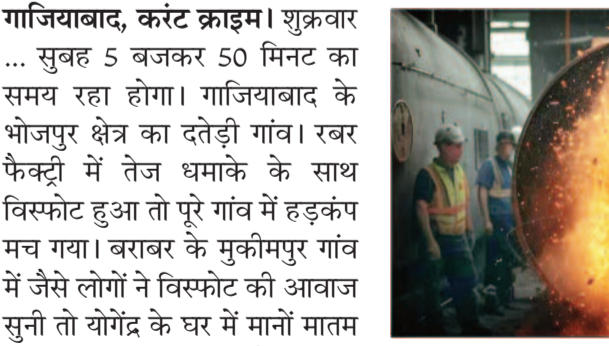 गाजियाबाद, करंट क्राइम। शुक्रवार
... सुबह 5 बजकर 50 मिनट का
समय रहा होगा। गाजियाबाद के
भोजपुर क्षेत्र का दतेड़ी गांव। रबर
फैक्ट्री में तेज धमाके के साथ
विस्फोट हुआ तो पूरे गांव में हड़कंप
मच गया। बराबर के मुकीमपुर गांव
में जैसे लोगों ने विस्फोट की आवाज
सुनी तो योगेंद्र के घर में मानों मातम